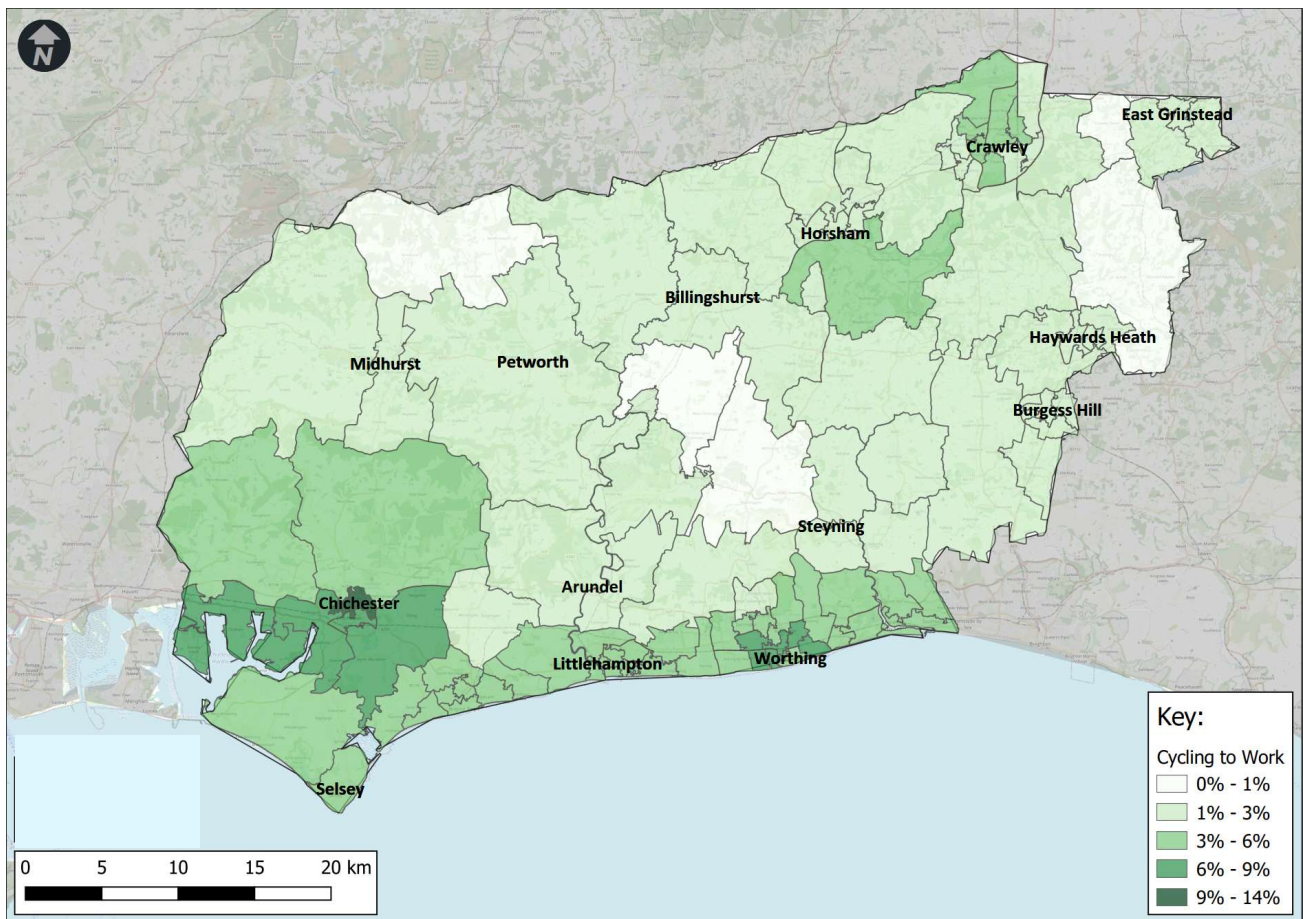 N
East Grinstead
Crawley
Horsham
Billingshurst
Haywards Heath
Midhurst
Petworth
Burgess Hill
Steyning
Arundel
Chichester
Littlehampton
Worthing
Selsey
Key:
Cycling to Work
0% - 1%
1% - 3%
3% - 6%
6% - 9%
9% - 14%
0 5 10 15 20 km